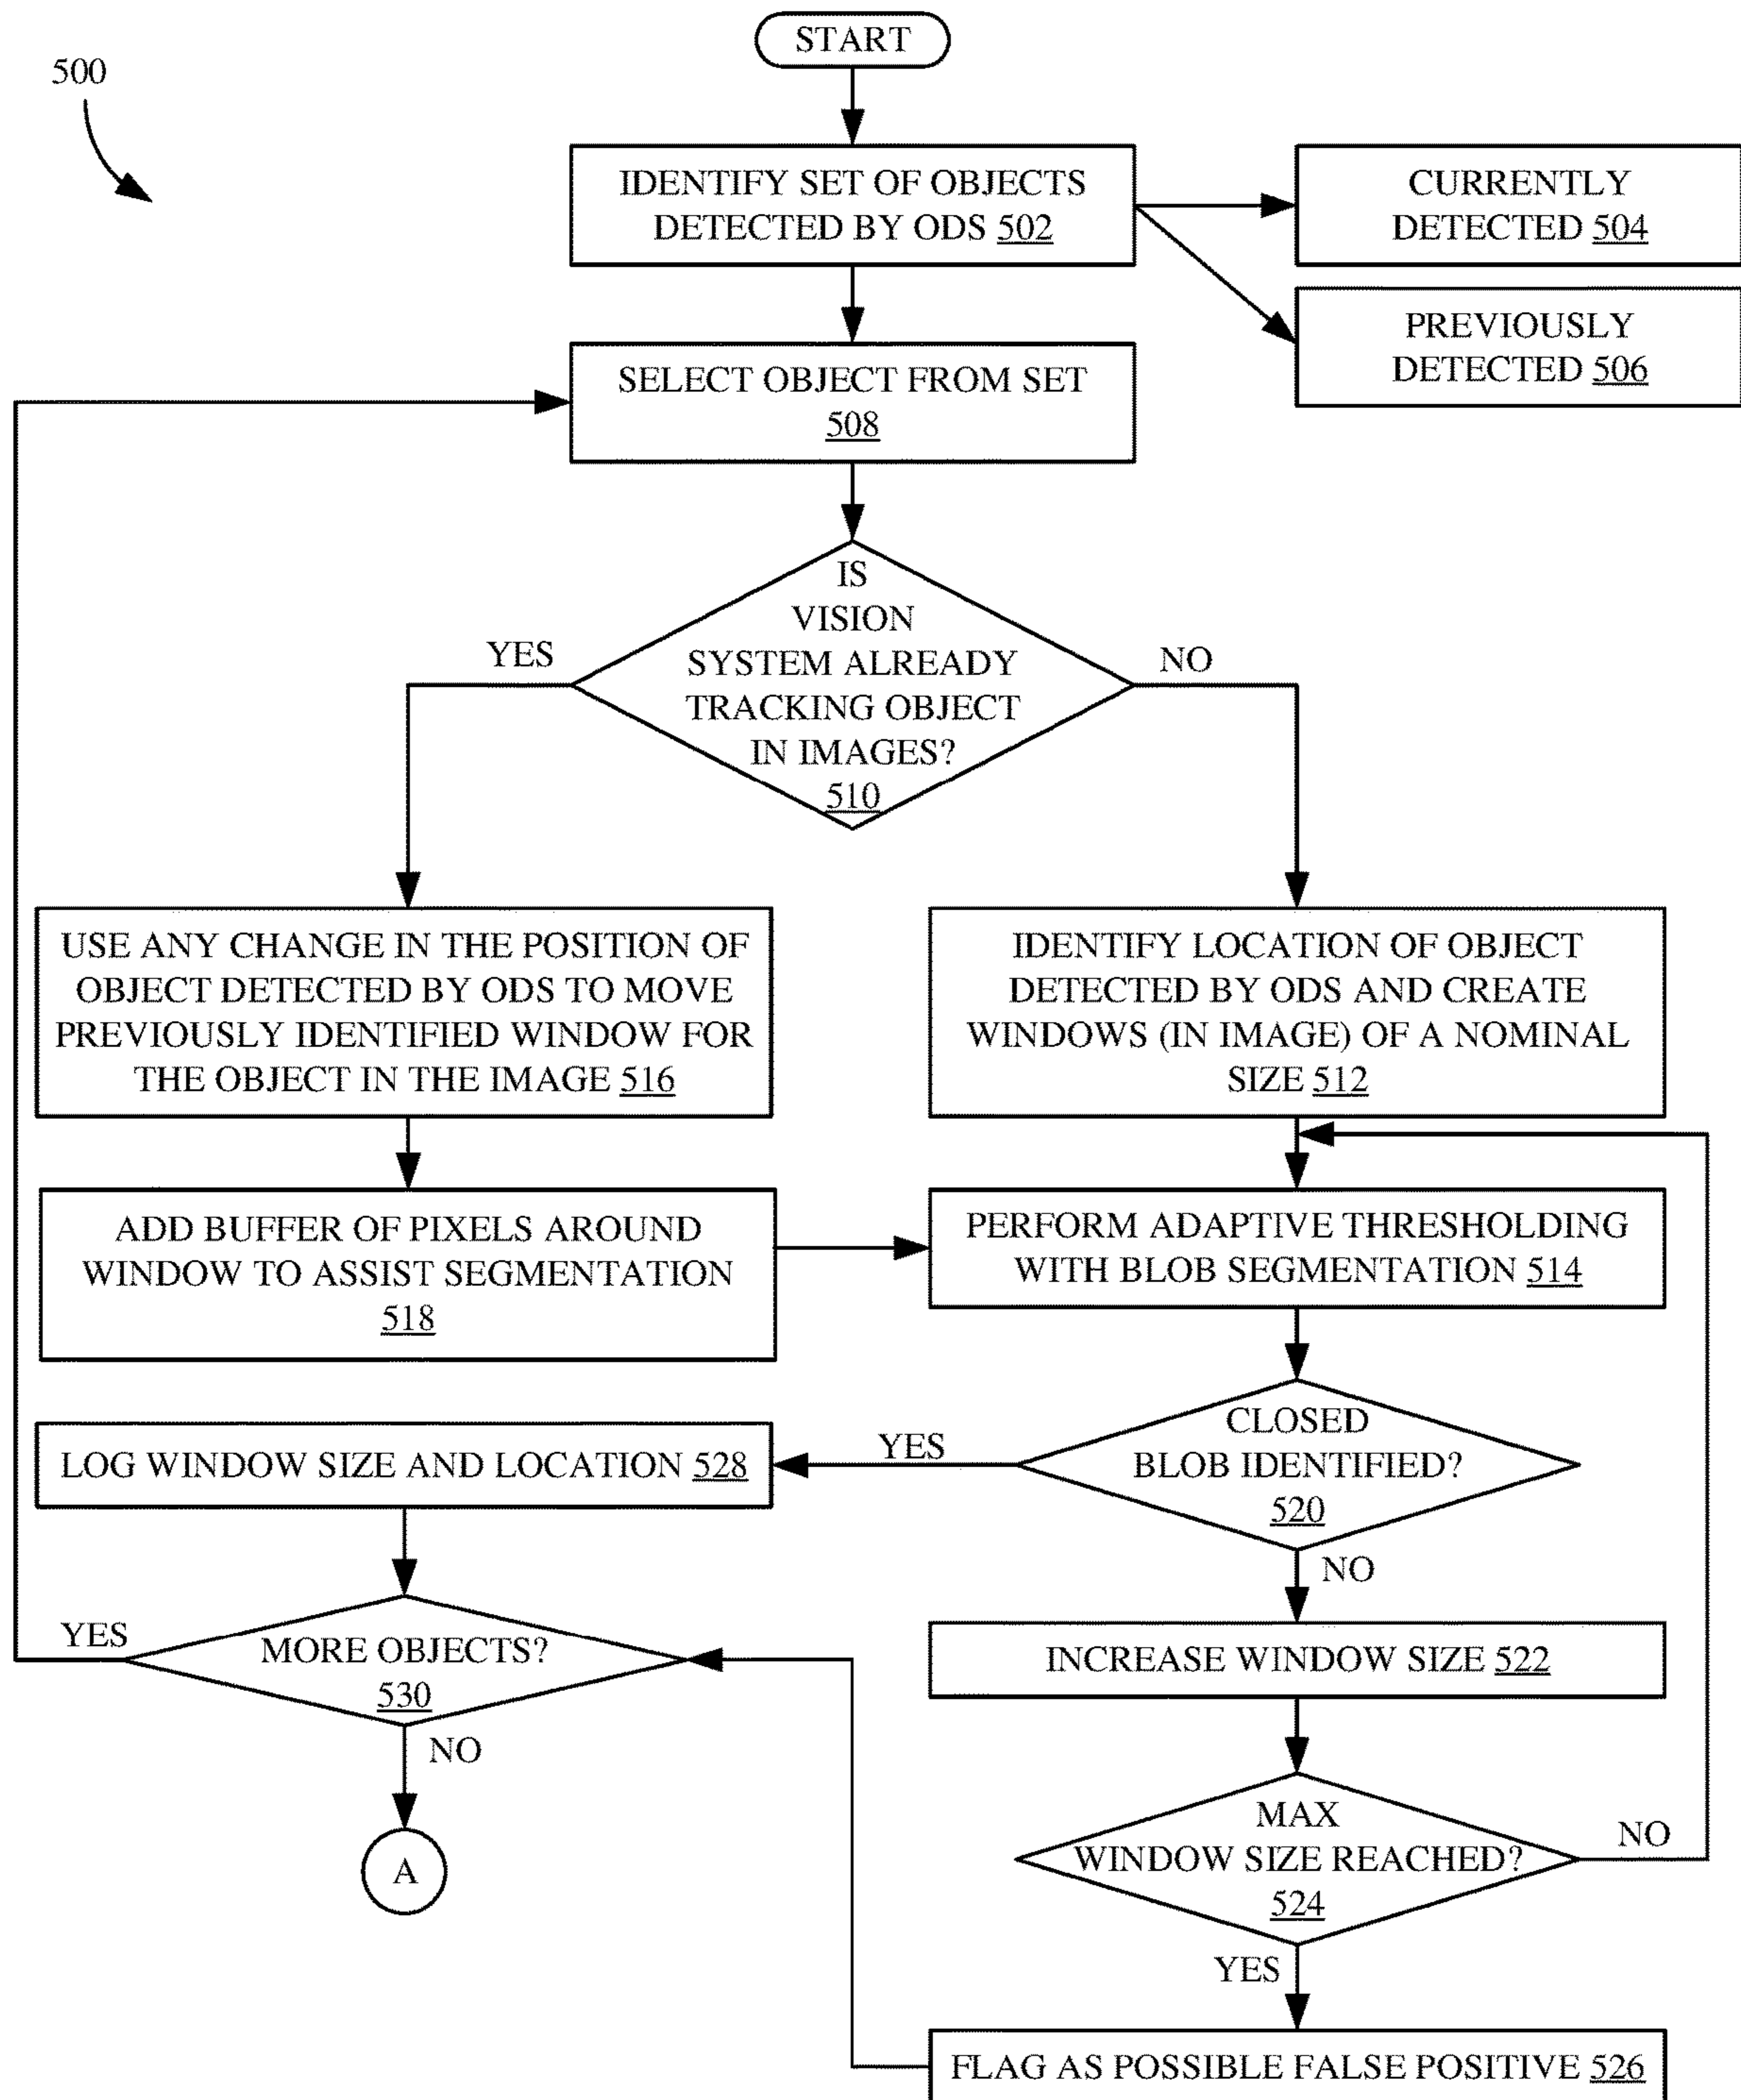 START
500
IDENTIFY SET OF OBJECTS
DETECTED BY ODS 502
CURRENTLY
DETECTED 504
PREVIOUSLY
DETECTED 506
SELECT OBJECT FROM SET
508
IS
VISION
SYSTEM ALREADY
TRACKING OBJECT
IN IMAGES?
510
YES
NO
USE ANY CHANGE IN THE POSITION OF
OBJECT DETECTED BY ODS TO MOVE
PREVIOUSLY IDENTIFIED WINDOW FOR
THE OBJECT IN THE IMAGE 516
IDENTIFY LOCATION OF OBJECT
DETECTED BY ODS AND CREATE
WINDOWS (IN IMAGE) OF A NOMINAL
SIZE 512
ADD BUFFER OF PIXELS AROUND
WINDOW TO ASSIST SEGMENTATION
518
PERFORM ADAPTIVE THRESHOLDING
WITH BLOB SEGMENTATION 514
CLOSED
BLOB IDENTIFIED?
520
YES
NO
LOG WINDOW SIZE AND LOCATION 528
MORE OBJECTS?
530
YES
NO
A
INCREASE WINDOW SIZE 522
MAX
WINDOW SIZE REACHED?
524
NO
YES
FLAG AS POSSIBLE FALSE POSITIVE 526